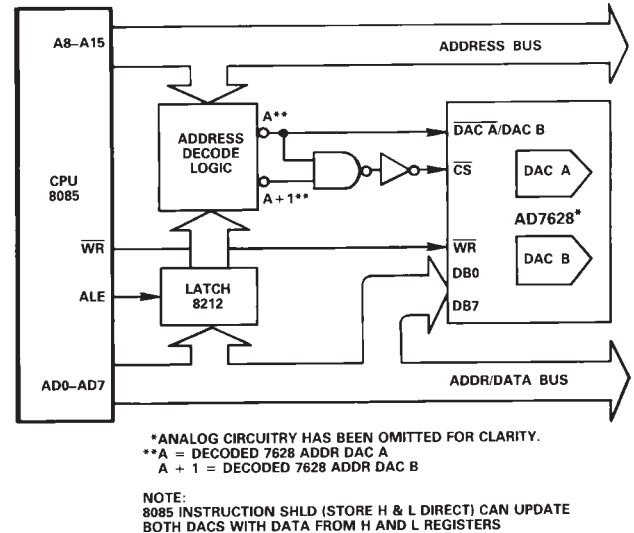 A8–A15
ADDRESS BUS
A**
ADDRESS
DECODE
LOGIC
DAC A/DAC B
CPU
8085
CS
DAC A
A + 1**
AD7628*
WR
WR
DAC B
DB0
ALE
LATCH
8212
DB7
AD0–AD7
ADDR/DATA BUS
*ANALOG CIRCUITRY HAS BEEN OMITTED FOR CLARITY.
**A = DECODED 7628 ADDR DAC A
A + 1 = DECODED 7628 ADDR DAC B
NOTE:
8085 INSTRUCTION SHLD (STORE H & L DIRECT) CAN UPDATE
BOTH DACS WITH DATA FROM H AND L REGISTERS